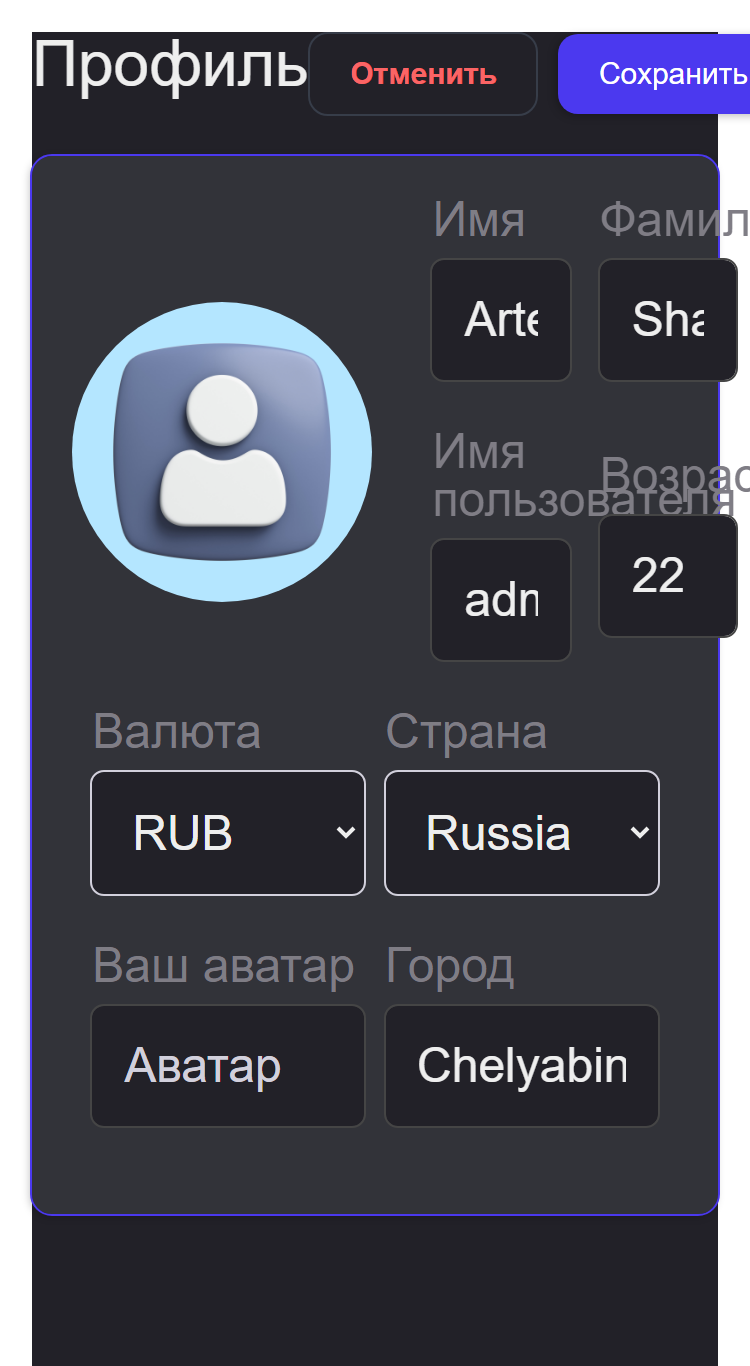 Профиль Отменить Сохранить
Имя Фамил
Arte Sha
Имя
пользователя
Возрас
adn 22
Валюта Страна
RUB Russia
Ваш аватар Город
Аватар Chelyabin